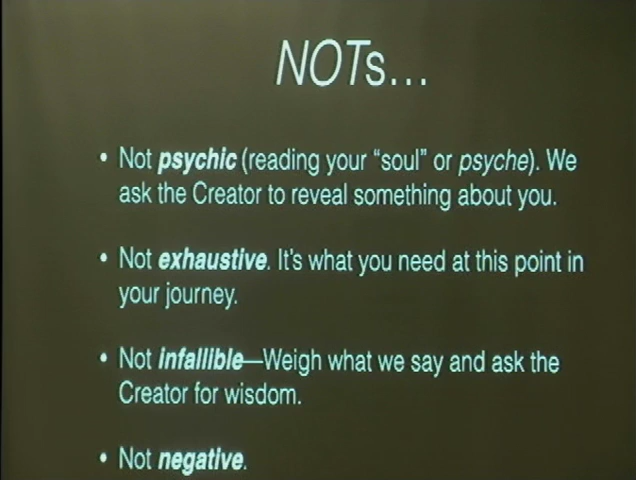 NOTs...
• Not psychic (reading your “soul” or psyche). We
ask the Creator to reveal something about you.
• Not exhaustive. It's what you need at this point in
your journey.
• Not infallible—Weigh what we say and ask the
Creator for wisdom.
• Not negative.